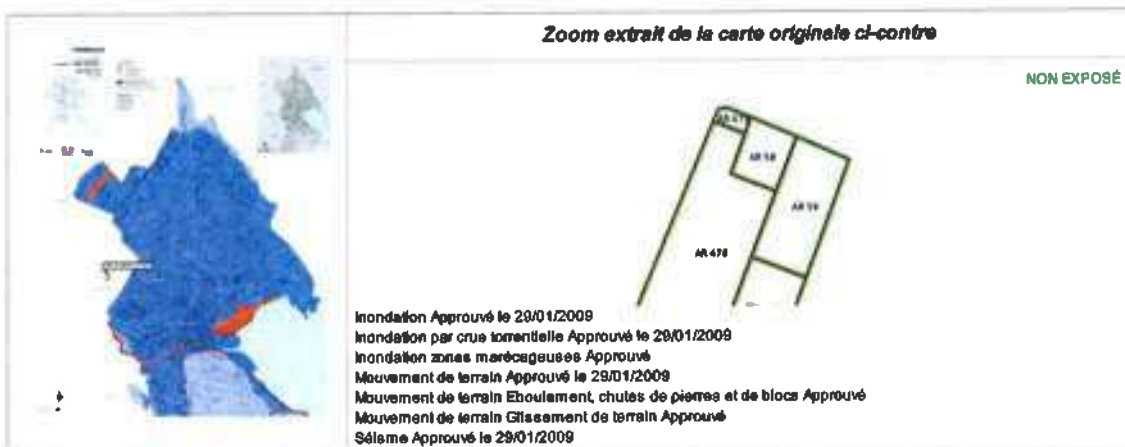 Zoom extrait de la carte originale ci-contre
NON EXPOSÉ
AR 58
AR 59
AR 476
Inondation Approuvé le 29/01/2009
Inondation par crue torrentielle Approuvé le 29/01/2009
Inondation zones marécageuses Approuvé
Mouvement de terrain Approuvé le 29/01/2009
Mouvement de terrain Eboulement, chutes de pierres et de blocs Approuvé
Mouvement de terrain Glissement de terrain Approuvé
Séisme Approuvé le 29/01/2009